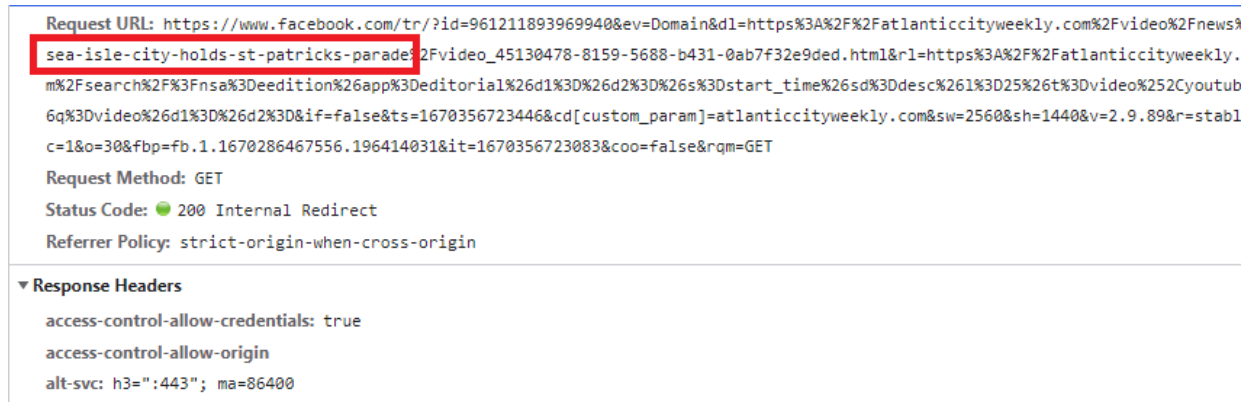 Request URL: https://www.facebook.com/tr/?id=961211893969940&ev=Domain&dl=https%3A%2F%2Fatlanticcityweekly.com%2Fvideo%2Fnews%
sea-isle-city-holds-st-patricks-parade%2Fvideo_45130478-8159-5688-b431-0ab7f32e9ded.html&rl=https%3A%2F%2Fatlanticcityweekly.
m%2Fsearch%2F%3Fnsa%3Deedition%26app%3Deditorial%26d1%3D%26d2%3D%26s%3Dstart_time%26sd%3Ddesc%26l%3D25%26t%3Dvideo%252Cyoutub
6q%3Dvideo%26d1%3D%26d2%3D&if=false&ts=1670356723446&cd[custom_param]=atlanticcityweekly.com&sw=2560&sh=1440&v=2.9.89&r=stabl
c=1&o=30&fbp=fb.1.1670286467556.196414031&it=1670356723083&coo=false&rqm=GET
Request Method: GET
Status Code: 200 Internal Redirect
Referrer Policy: strict-origin-when-cross-origin
Response Headers
access-control-allow-credentials: true
access-control-allow-origin
alt-svc: h3=":443"; ma=86400